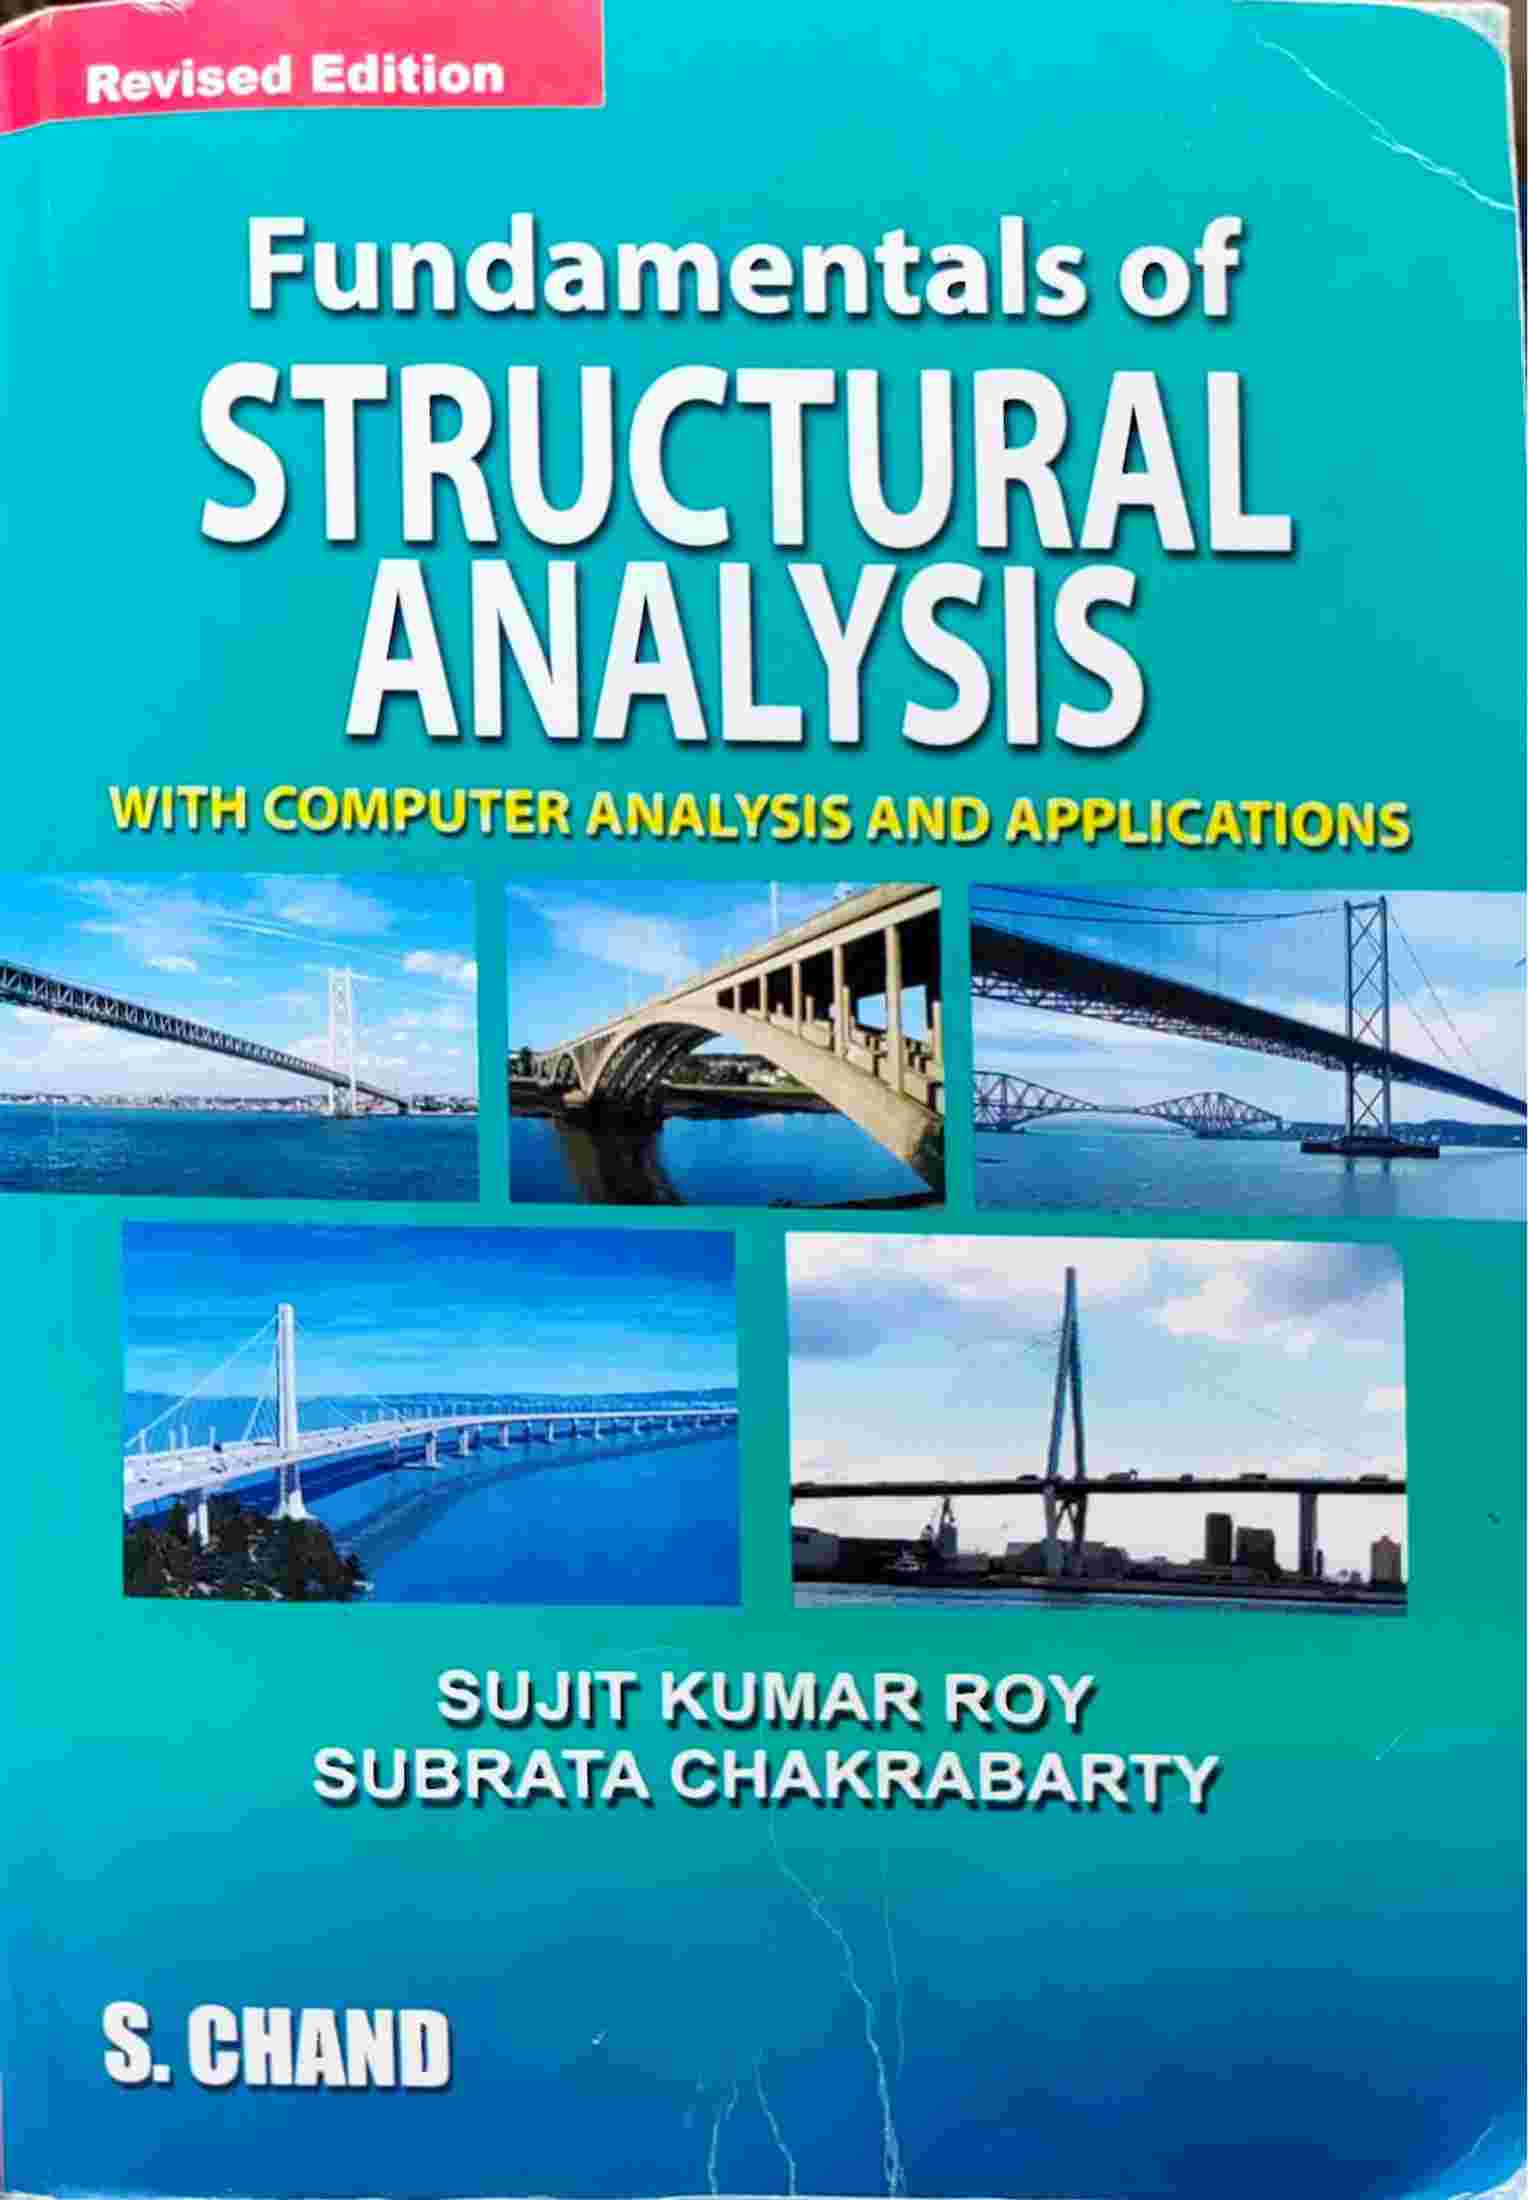 Revised Edition
Fundamentals of
STRUCTURAL
ANALYSIS
WITH COMPUTER ANALYSIS AND APPLICATIONS
SUJIT KUMAR ROY
SUBRATA CHAKRABARTY
S. CHAND